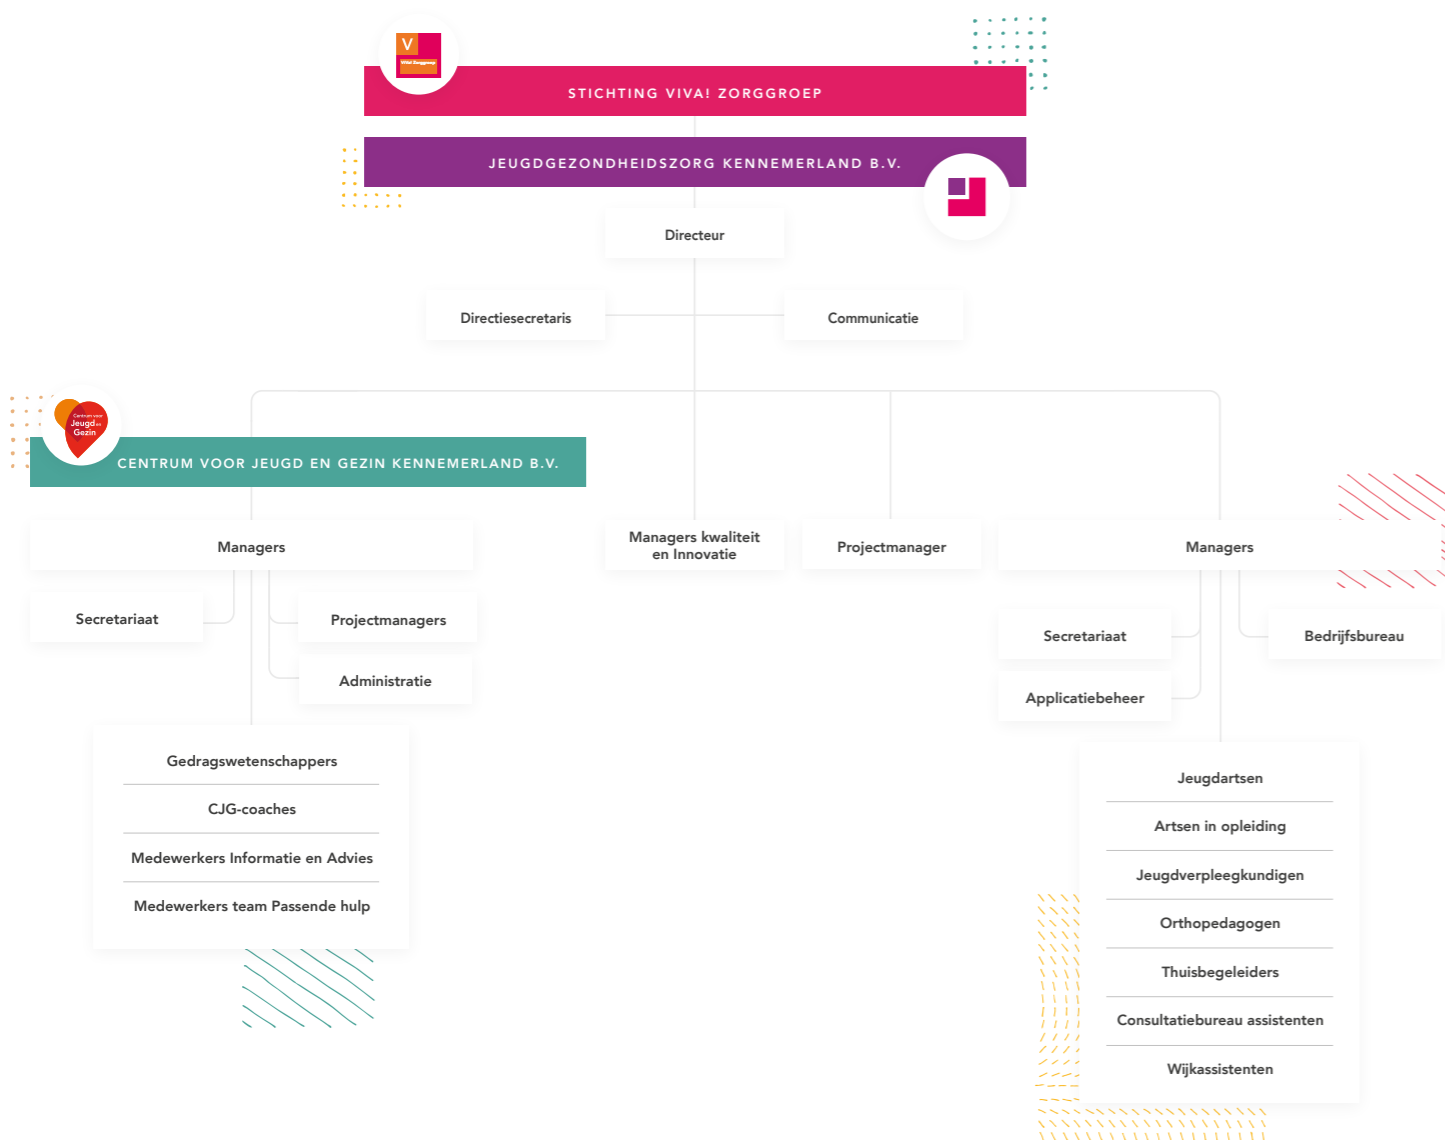 V
STICHTING VIVA! ZORGGROEP
JEUGDGEZONDHEIDSZORG KENNEMERLAND B.V.
Directeur
Directiesecretaris
Communicatie
Centrum voor
Jeugd en
Gezin
CENTRUM VOOR JEUGD EN GEZIN KENNEMERLAND B.V.
Managers
Secretariaat
Projectmanagers
Administratie
Gedragswetenschappers
CJG-coaches
Medewerkers Informatie en Advies
Medewerkers team Passende hulp
Managers kwaliteit
en Innovatie
Projectmanager
Managers
Secretariaat
Bedrijfsbureau
Applicatiebeheer
Jeugdartsen
Artsen in opleiding
Jeugdverpleegkundigen
Orthopedagogen
Thuisbegeleiders
Consultatiebureau assistenten
Wijkassistenten